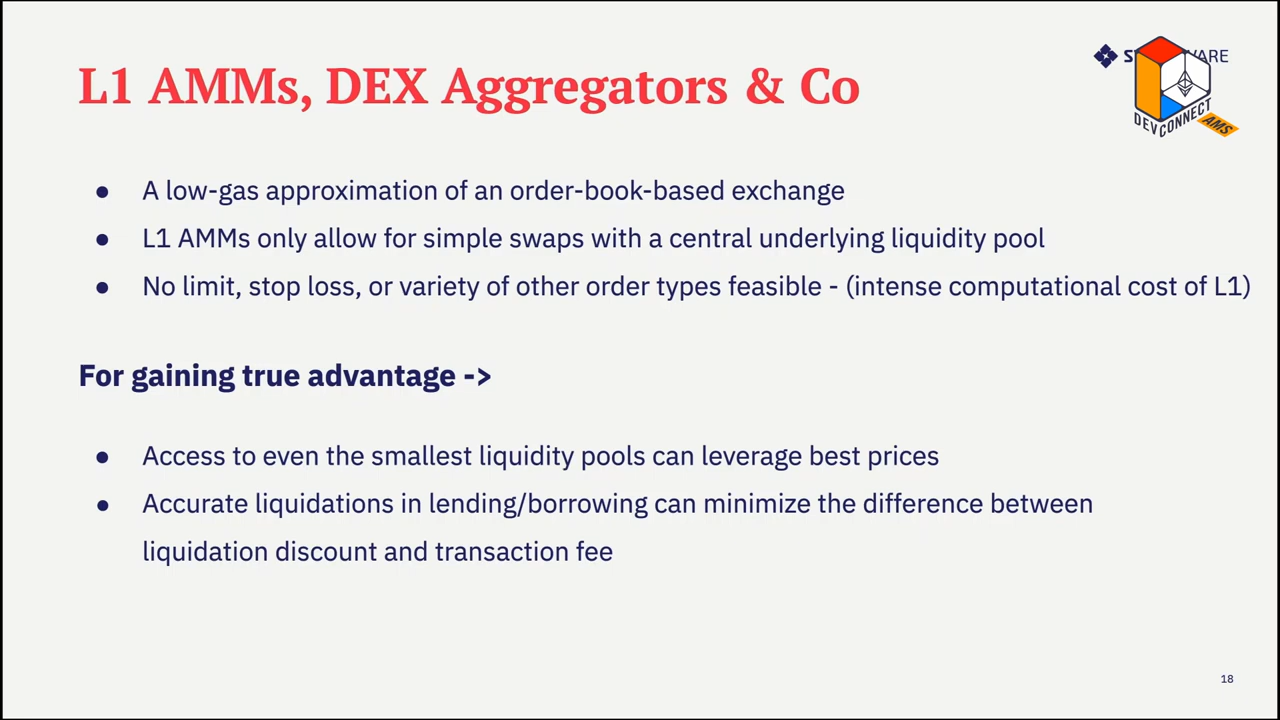 L1 AMMs, DEX Aggregators & Co
DEVCONNECT
AMS
● A low-gas approximation of an order-book-based exchange
● L1 AMMs only allow for simple swaps with a central underlying liquidity pool
● No limit, stop loss, or variety of other order types feasible - (intense computational cost of L1)
For gaining true advantage ->
● Access to even the smallest liquidity pools can leverage best prices
● Accurate liquidations in lending/borrowing can minimize the difference between
liquidation discount and transaction fee
18